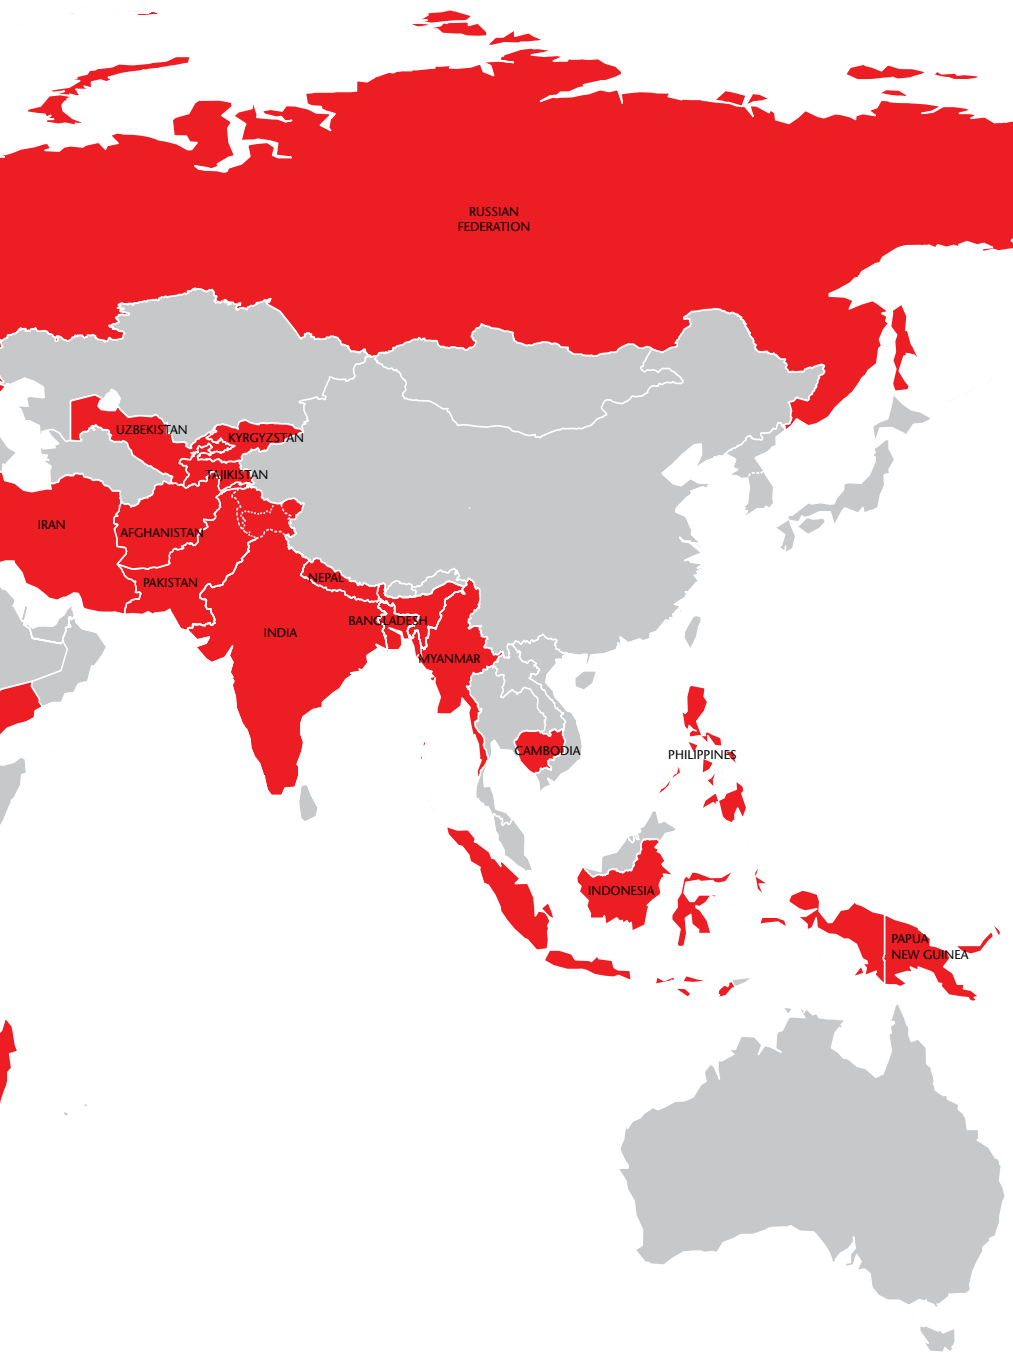 RUSSIAN
FEDERATION
UZBEKISTAN
KYRGYZSTAN
TAJIKISTAN
IRAN
AFGHANISTAN
PAKISTAN
NEPAL
BANGLADESH
INDIA
MYANMAR
CAMBODIA
PHILIPPINES
INDONESIA
PAPUA
NEW GUINEA